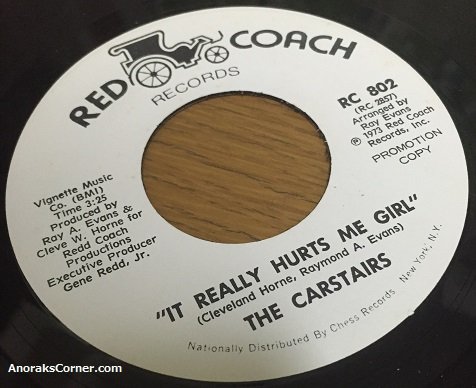 RED COACH
RECORDS
RC 802
(RC 2857)
Arranged by
Ray Evans
℗ 1973 Red Coach
Records, Inc.
PROMOTION
COPY
Vignette Music
Co. (BMI)
Time 3:25
Produced by
Ray A. Evans &
Cleve W. Horne for
Redd Coach
Productions
Executive Producer
Gene Redd, Jr.
"IT REALLY HURTS ME GIRL"
(Cleveland Horne, Raymond A. Evans)
THE CARSTAIRS
Nationally Distributed By Chess Records, New York, N.Y.
AnoraksCorner.com